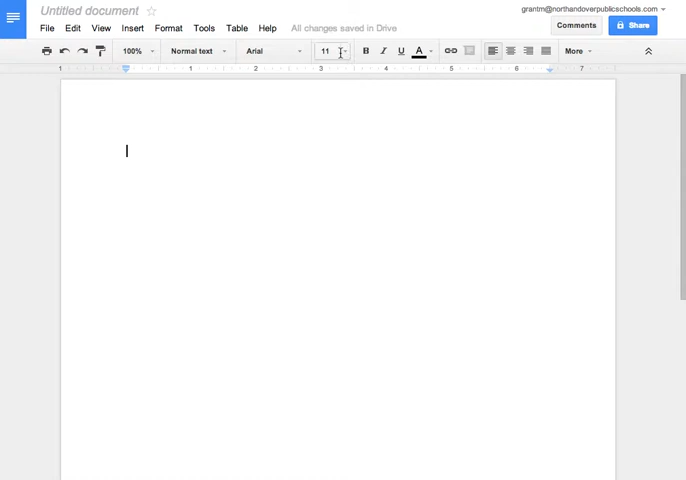 Untitled document
grantm@northandoverpublicschools.com
File Edit View Insert Format Tools Table Help All changes saved in Drive
Comments Share
100% Normal text Arial 11 B I U A More
1 1 2 3 4 5 6 7